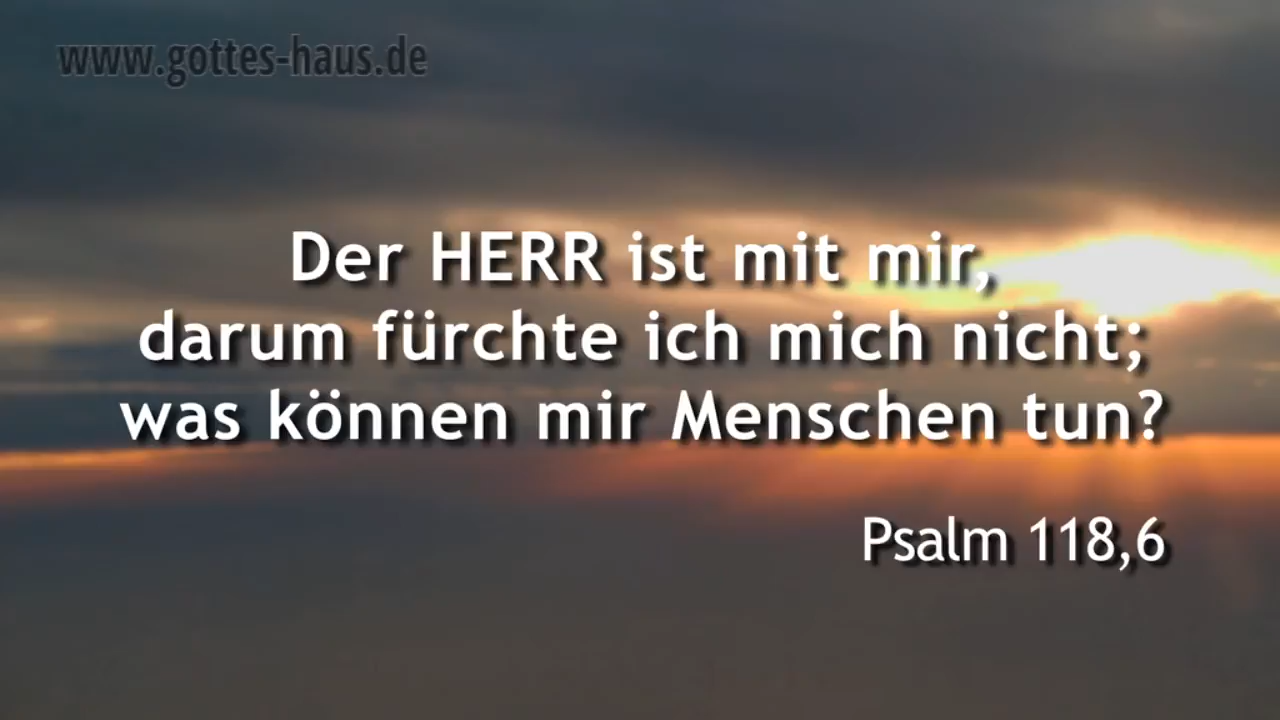 www.gottes-haus.de
Der HERR ist mit mir,
darum fürchte ich mich nicht;
was können mir Menschen tun?
Psalm 118,6